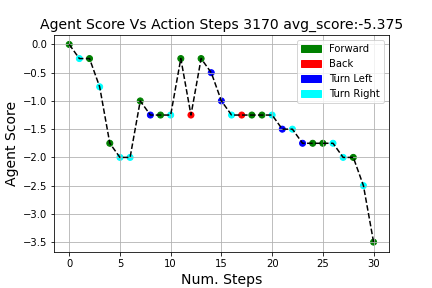 Agent Score Vs Action Steps 3170 avg_score:-5.375
Agent Score
0.0
−0.5
−1.0
−1.5
−2.0
−2.5
−3.0
−3.5
Forward
Back
Turn Left
Turn Right
0 5 10 15 20 25 30
Num. Steps